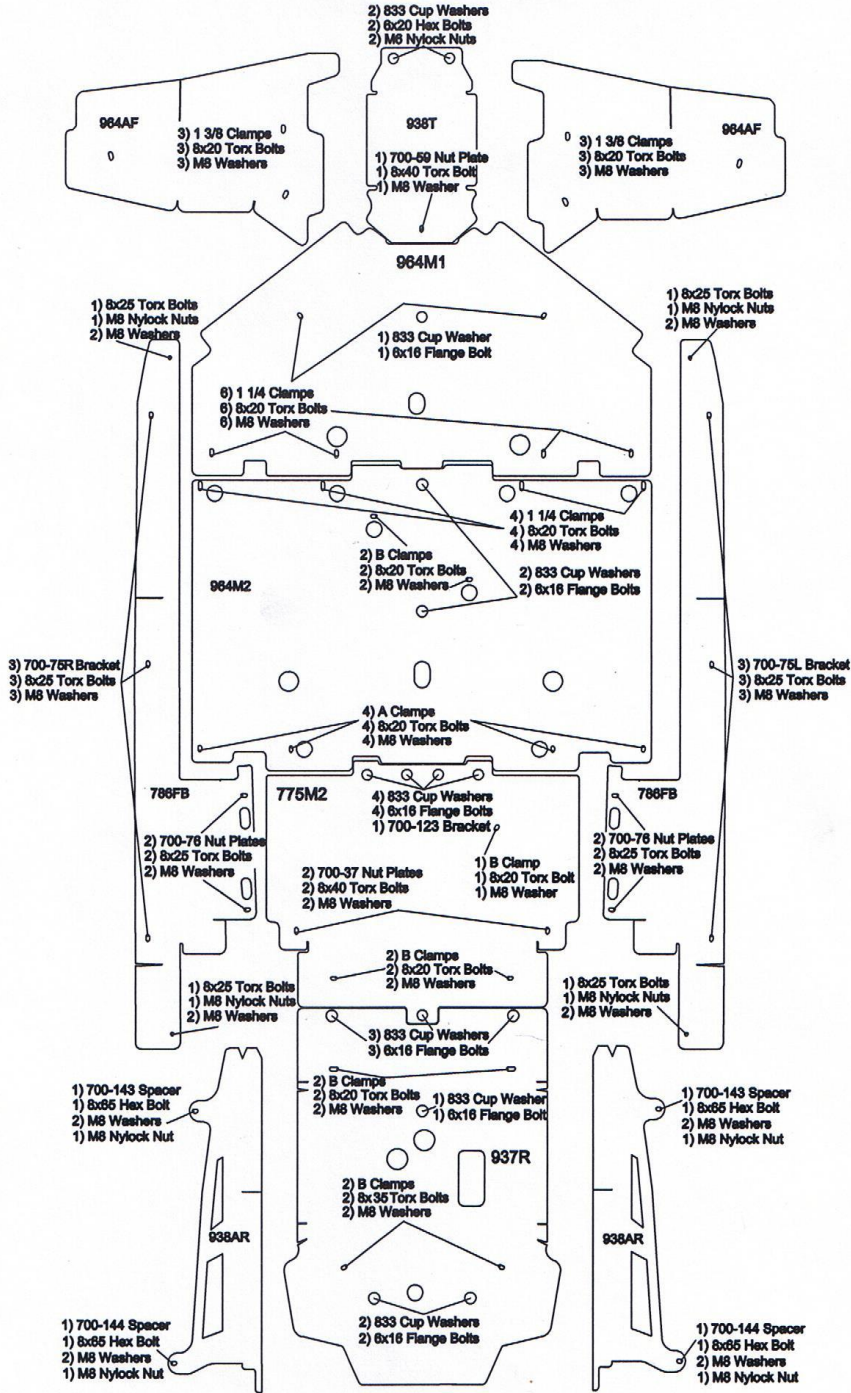 2) 833 Cup Washers
2) 6x20 Hex Bolts
2) M6 Nylock Nuts
964AF
3) 1 3/8 Clamps
3) 8x20 Torx Bolts
3) M8 Washers
938T
1) 700-59 Nut Plate
1) 8x40 Torx Bolt
1) M8 Washer
3) 1 3/8 Clamps
3) 8x20 Torx Bolts
3) M8 Washers
964AF
964M1
1) 8x25 Torx Bolts
1) M8 Nylock Nuts
2) M8 Washers
1) 8x25 Torx Bolts
1) M8 Nylock Nuts
2) M8 Washers
1) 833 Cup Washer
1) 6x16 Flange Bolt
6) 1 1/4 Clamps
6) 8x20 Torx Bolts
6) M8 Washers
4) 1 1/4 Clamps
4) 8x20 Torx Bolts
4) M8 Washers
2) B Clamps
2) 8x20 Torx Bolts
2) M8 Washers
2) 833 Cup Washers
2) 6x16 Flange Bolts
964M2
3) 700-75R Bracket
3) 8x25 Torx Bolts
3) M8 Washers
3) 700-75L Bracket
3) 8x25 Torx Bolts
3) M8 Washers
4) A Clamps
4) 8x20 Torx Bolts
4) M8 Washers
786FB
775M2
786FB
4) 833 Cup Washers
4) 6x16 Flange Bolts
1) 700-123 Bracket
2) 700-76 Nut Plates
2) 8x25 Torx Bolts
2) M8 Washers
2) 700-76 Nut Plates
2) 8x25 Torx Bolts
2) M8 Washers
1) B Clamp
1) 8x20 Torx Bolt
1) M8 Washer
2) 700-37 Nut Plates
2) 8x40 Torx Bolts
2) M8 Washers
2) B Clamps
2) 8x20 Torx Bolts
2) M8 Washers
1) 8x25 Torx Bolts
1) M8 Nylock Nuts
2) M8 Washers
1) 8x25 Torx Bolts
1) M8 Nylock Nuts
2) M8 Washers
3) 833 Cup Washers
3) 6x16 Flange Bolts
2) B Clamps
2) 8x20 Torx Bolts
2) M8 Washers
1) 833 Cup Washer
1) 6x16 Flange Bolt
1) 700-143 Spacer
1) 8x65 Hex Bolt
2) M8 Washers
1) M8 Nylock Nut
1) 700-143 Spacer
1) 8x65 Hex Bolt
2) M8 Washers
1) M8 Nylock Nut
937R
2) B Clamps
2) 8x35 Torx Bolts
2) M8 Washers
938AR
938AR
2) 833 Cup Washers
2) 6x16 Flange Bolts
1) 700-144 Spacer
1) 8x65 Hex Bolt
2) M8 Washers
1) M8 Nylock Nut
1) 700-144 Spacer
1) 8x65 Hex Bolt
2) M8 Washers
1) M8 Nylock Nut